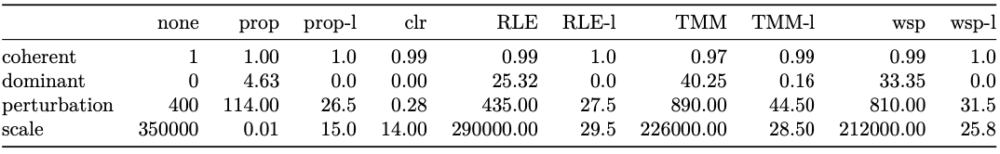 none prop prop-l clr RLE RLE-l TMM TMM-l wsp wsp-l
coherent 1 1.00 1.0 0.99 0.99 1.0 0.97 0.99 0.99 1.0
dominant 0 4.63 0.0 0.00 25.32 0.0 40.25 0.16 33.35 0.0
perturbation 400 114.00 26.5 0.28 435.00 27.5 890.00 44.50 810.00 31.5
scale 350000 0.01 15.0 14.00 290000.00 29.5 226000.00 28.50 212000.00 25.8